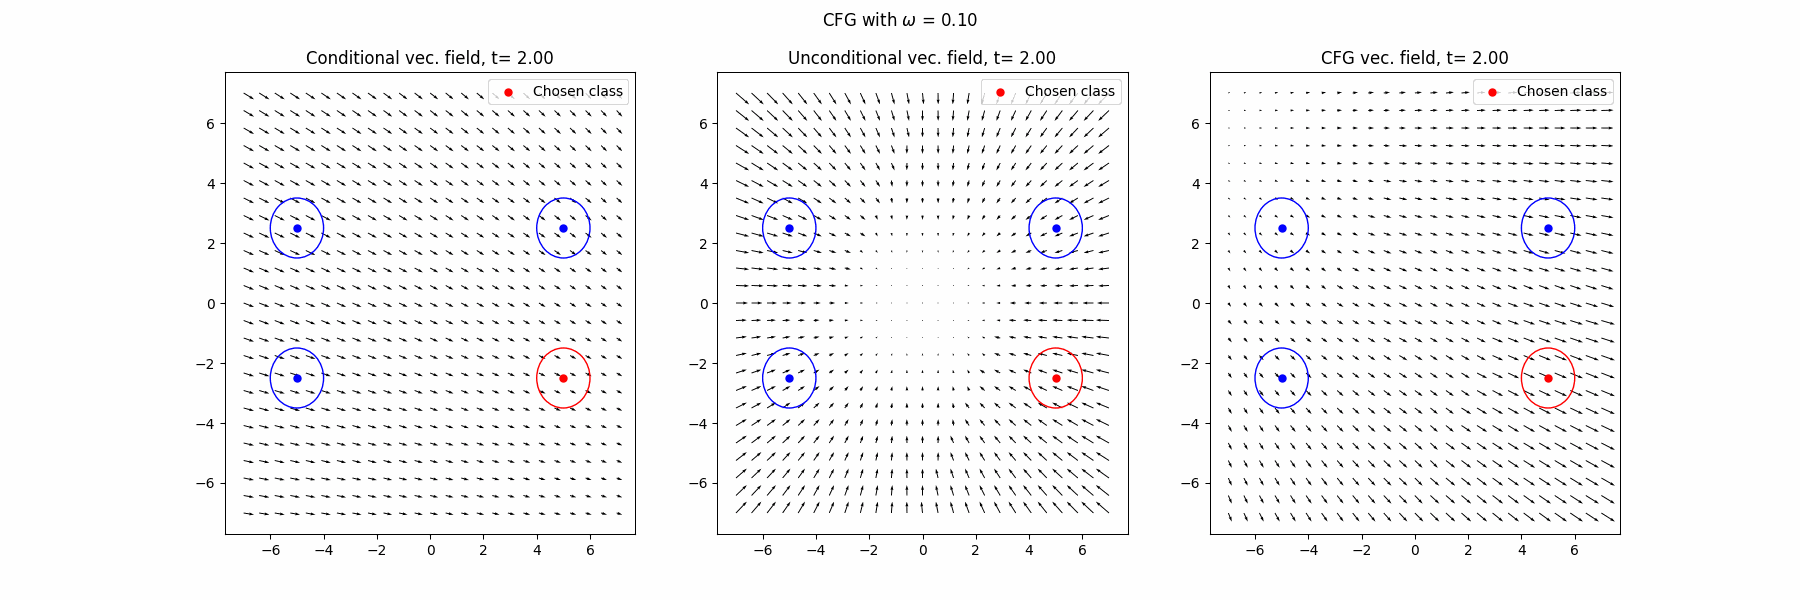 CFG with ω = 0.10
Conditional vec. field, t= 2.00
Chosen class
6
4
2
0
−2
−4
−6
−6 −4 −2 0 2 4 6
Unconditional vec. field, t= 2.00
Chosen class
6
4
2
0
−2
−4
−6
−6 −4 −2 0 2 4 6
CFG vec. field, t= 2.00
Chosen class
6
4
2
0
−2
−4
−6
−6 −4 −2 0 2 4 6